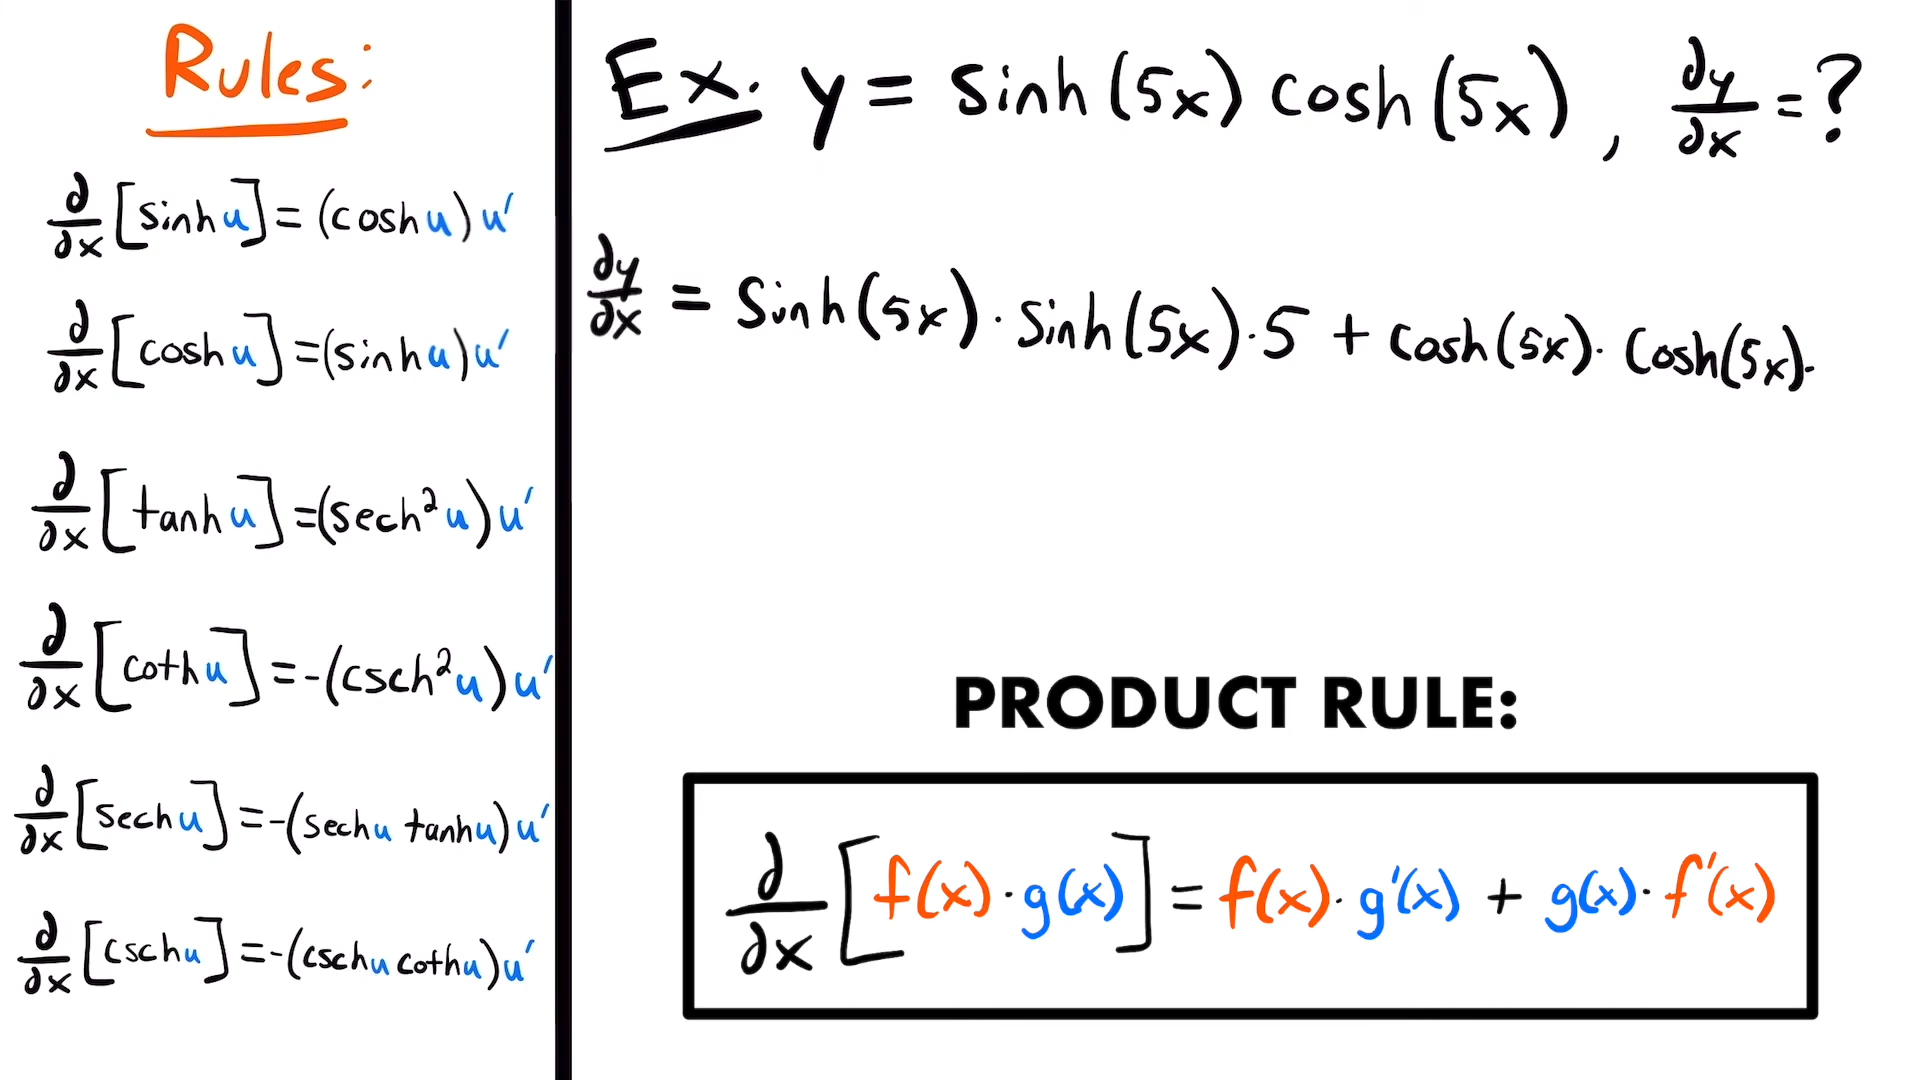 Rules:
∂/∂x [sinh u] = (cosh u) u'
∂/∂x [cosh u] = (sinh u) u'
∂/∂x [tanh u] = (sech² u) u'
∂/∂x [coth u] = -(csch² u) u'
∂/∂x [sech u] = -(sech u tanh u) u'
∂/∂x [csch u] = -(csch u coth u) u'
Ex. y = sinh (5x) cosh (5x) , ∂y/∂x = ?
∂y/∂x = Sinh (5x) · Sinh (5x) · 5 + cosh (5x) · Cosh (5x) ·
PRODUCT RULE:
∂/∂x [f(x) · g(x)] = f(x) · g'(x) + g(x) · f'(x)